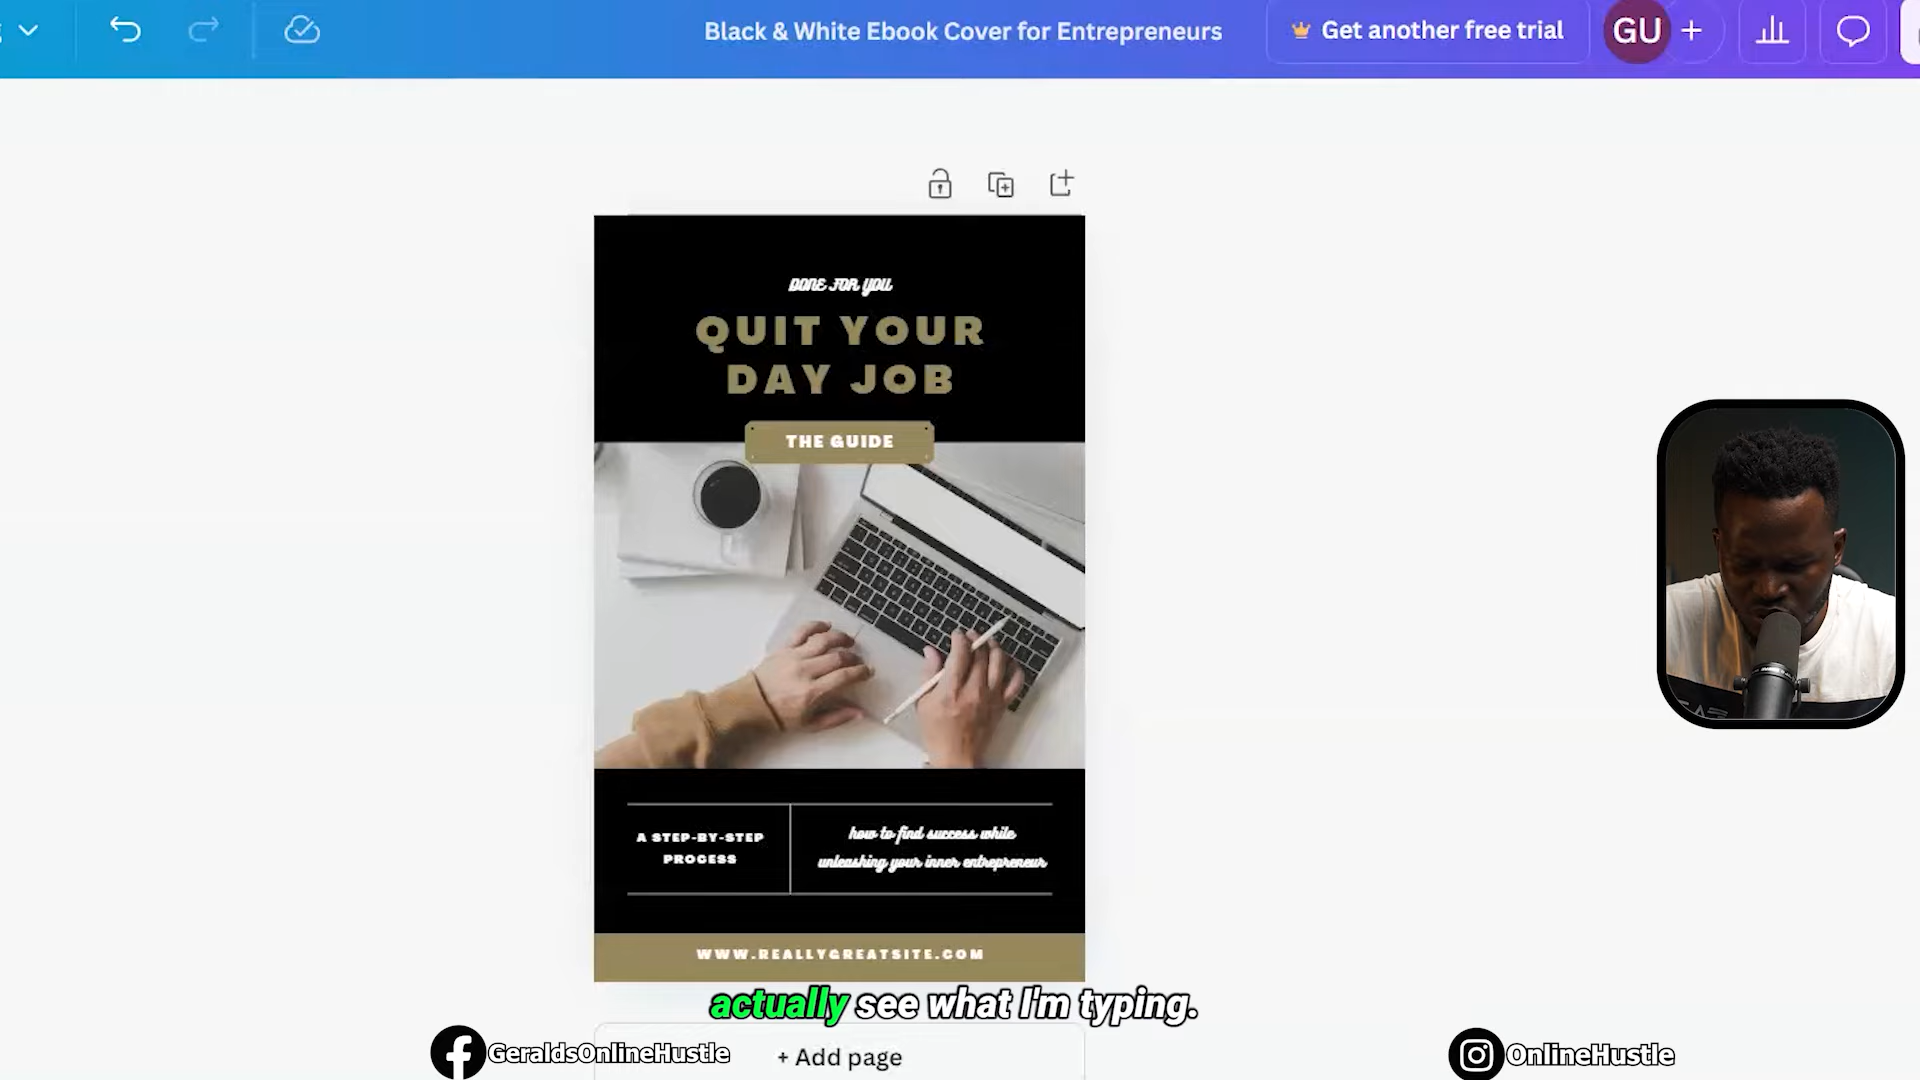 Black & White Ebook Cover for Entrepreneurs
Get another free trial
GU
DONE FOR YOU
QUIT YOUR
DAY JOB
THE GUIDE
A STEP-BY-STEP
PROCESS
how to find success while
unleashing your inner entrepreneur
WWW.REALLYGREATSITE.COM
actually see what I'm typing.
+ Add page
GeraldsOnlineHustle
OnlineHustle